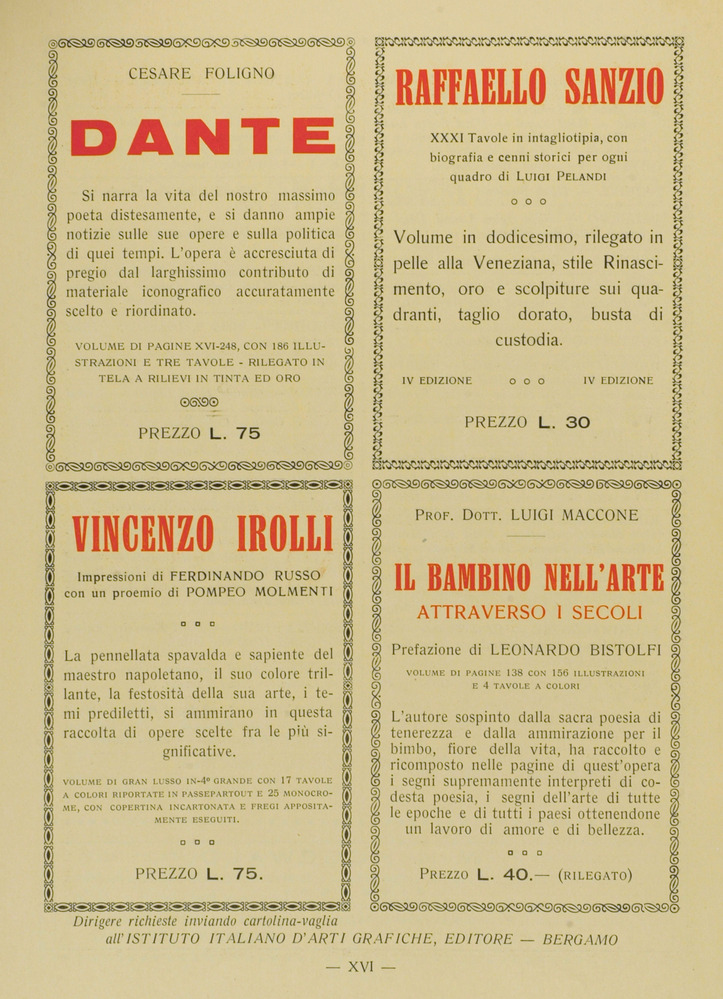 CESARE FOLIGNO
DANTE
Si narra la vita del nostro massimo
poeta distesamente, e si danno ampie
notizie sulle sue opere e sulla politica
di quei tempi. L'opera è accresciuta di
pregio dal larghissimo contributo di
materiale iconografico accuratamente
scelto e riordinato.
VOLUME DI PAGINE XVI-248, CON 186 ILLU-
STRAZIONI E TRE TAVOLE - RILEGATO IN
TELA A RILIEVI IN TINTA ED ORO
PREZZO L. 75
RAFFAELLO SANZIO
XXXI Tavole in intagliotipia, con
biografia e cenni storici per ogni
quadro di LUIGI PELANDI
Volume in dodicesimo, rilegato in
pelle alla Veneziana, stile Rinasci-
mento, oro e scolpiture sui qua-
dranti, taglio dorato, busta di
custodia.
IV EDIZIONE o o o IV EDIZIONE
PREZZO L. 30
VINCENZO IROLLI
Impressioni di FERDINANDO RUSSO
con un proemio di POMPEO MOLMENTI
La pennellata spavalda e sapiente del
maestro napoletano, il suo colore tril-
lante, la festosità della sua arte, i te-
mi prediletti, si ammirano in questa
raccolta di opere scelte fra le più si-
gnificative.
VOLUME DI GRAN LUSSO IN-4º GRANDE CON 17 TAVOLE
A COLORI RIPORTATE IN PASSEPARTOUT E 25 MONOCRO-
ME, CON COPERTINA INCARTONATA E FREGI APPOSITA-
MENTE ESEGUITI.
PREZZO L. 75.
PROF. DOTT. LUIGI MACCONE
IL BAMBINO NELL'ARTE
ATTRAVERSO I SECOLI
Prefazione di LEONARDO BISTOLFI
VOLUME DI PAGINE 138 CON 156 ILLUSTRAZIONI
E 4 TAVOLE A COLORI
L'autore sospinto dalla sacra poesia di
tenerezza e dalla ammirazione per il
bimbo, fiore della vita, ha raccolto e
ricomposto nelle pagine di quest'opera
i segni supremamente interpreti di co-
desta poesia, i segni dell'arte di tutte
le epoche e di tutti i paesi ottenendone
un lavoro di amore e di bellezza.
PREZZO L. 40.— (RILEGATO)
Dirigere richieste inviando cartolina-vaglia
all'ISTITUTO ITALIANO D'ARTI GRAFICHE, EDITORE — BERGAMO
— XVI —